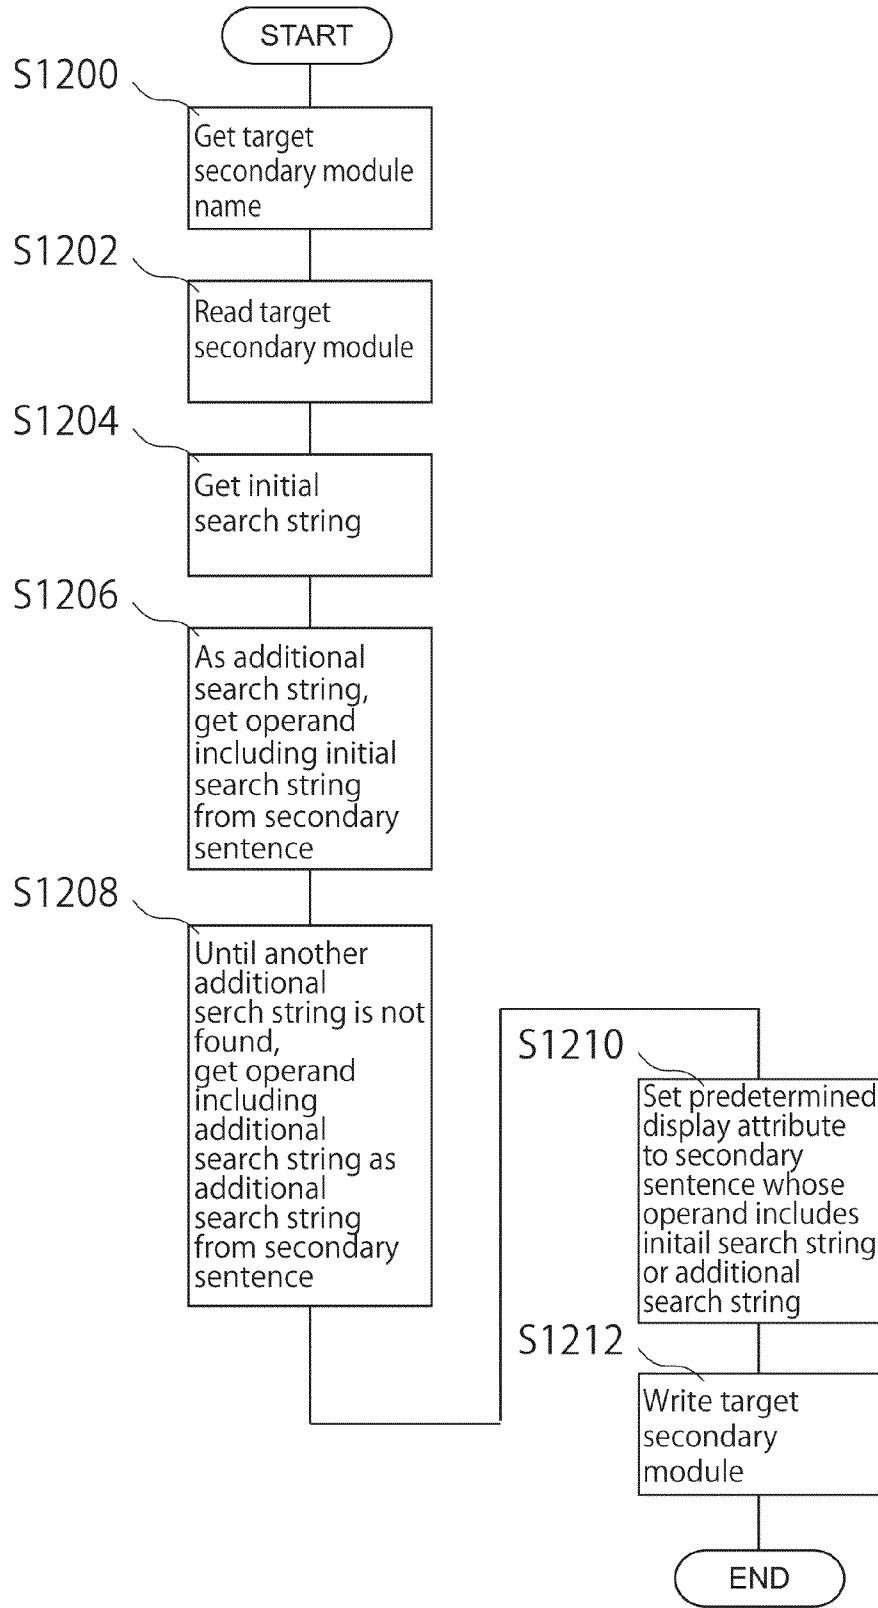 START
S1200
Get target
secondary module
name
S1202
Read target
secondary module
S1204
Get initial
search string
S1206
As additional
search string,
get operand
including initial
search string
from secondary
sentence
S1208
Until another
additional
serch string is not
found,
get operand
including
additional
search string as
additional
search string
from secondary
sentence
S1210
Set predetermined
display attribute
to secondary
sentence whose
operand includes
initail search string
or additional
search string
S1212
Write target
secondary
module
END